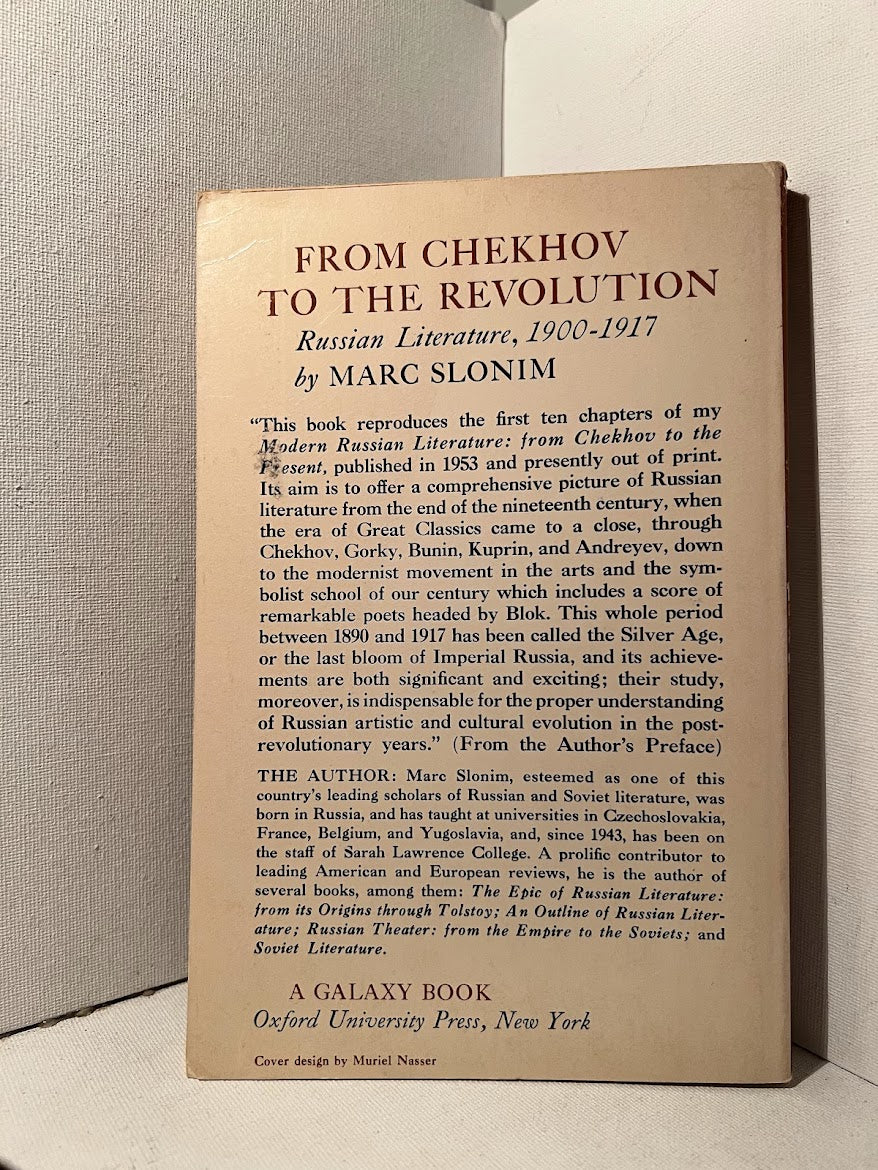 FROM CHEKHOV
TO THE REVOLUTION
Russian Literature, 1900-1917
by MARC SLONIM
“This book reproduces the first ten chapters of my
Modern Russian Literature: from Chekhov to the
Present, published in 1953 and presently out of print.
Its aim is to offer a comprehensive picture of Russian
literature from the end of the nineteenth century, when
the era of Great Classics came to a close, through
Chekhov, Gorky, Bunin, Kuprin, and Andreyev, down
to the modernist movement in the arts and the sym-
bolist school of our century which includes a score of
remarkable poets headed by Blok. This whole period
between 1890 and 1917 has been called the Silver Age,
or the last bloom of Imperial Russia, and its achieve-
ments are both significant and exciting; their study,
moreover, is indispensable for the proper understanding
of Russian artistic and cultural evolution in the post-
revolutionary years.” (From the Author's Preface)
THE AUTHOR: Marc Slonim, esteemed as one of this
country's leading scholars of Russian and Soviet literature, was
born in Russia, and has taught at universities in Czechoslovakia,
France, Belgium, and Yugoslavia, and, since 1943, has been on
the staff of Sarah Lawrence College. A prolific contributor to
leading American and European reviews, he is the author of
several books, among them: The Epic of Russian Literature:
from its Origins through Tolstoy; An Outline of Russian Liter-
ature; Russian Theater: from the Empire to the Soviets; and
Soviet Literature.
A GALAXY BOOK
Oxford University Press, New York
Cover design by Muriel Nasser